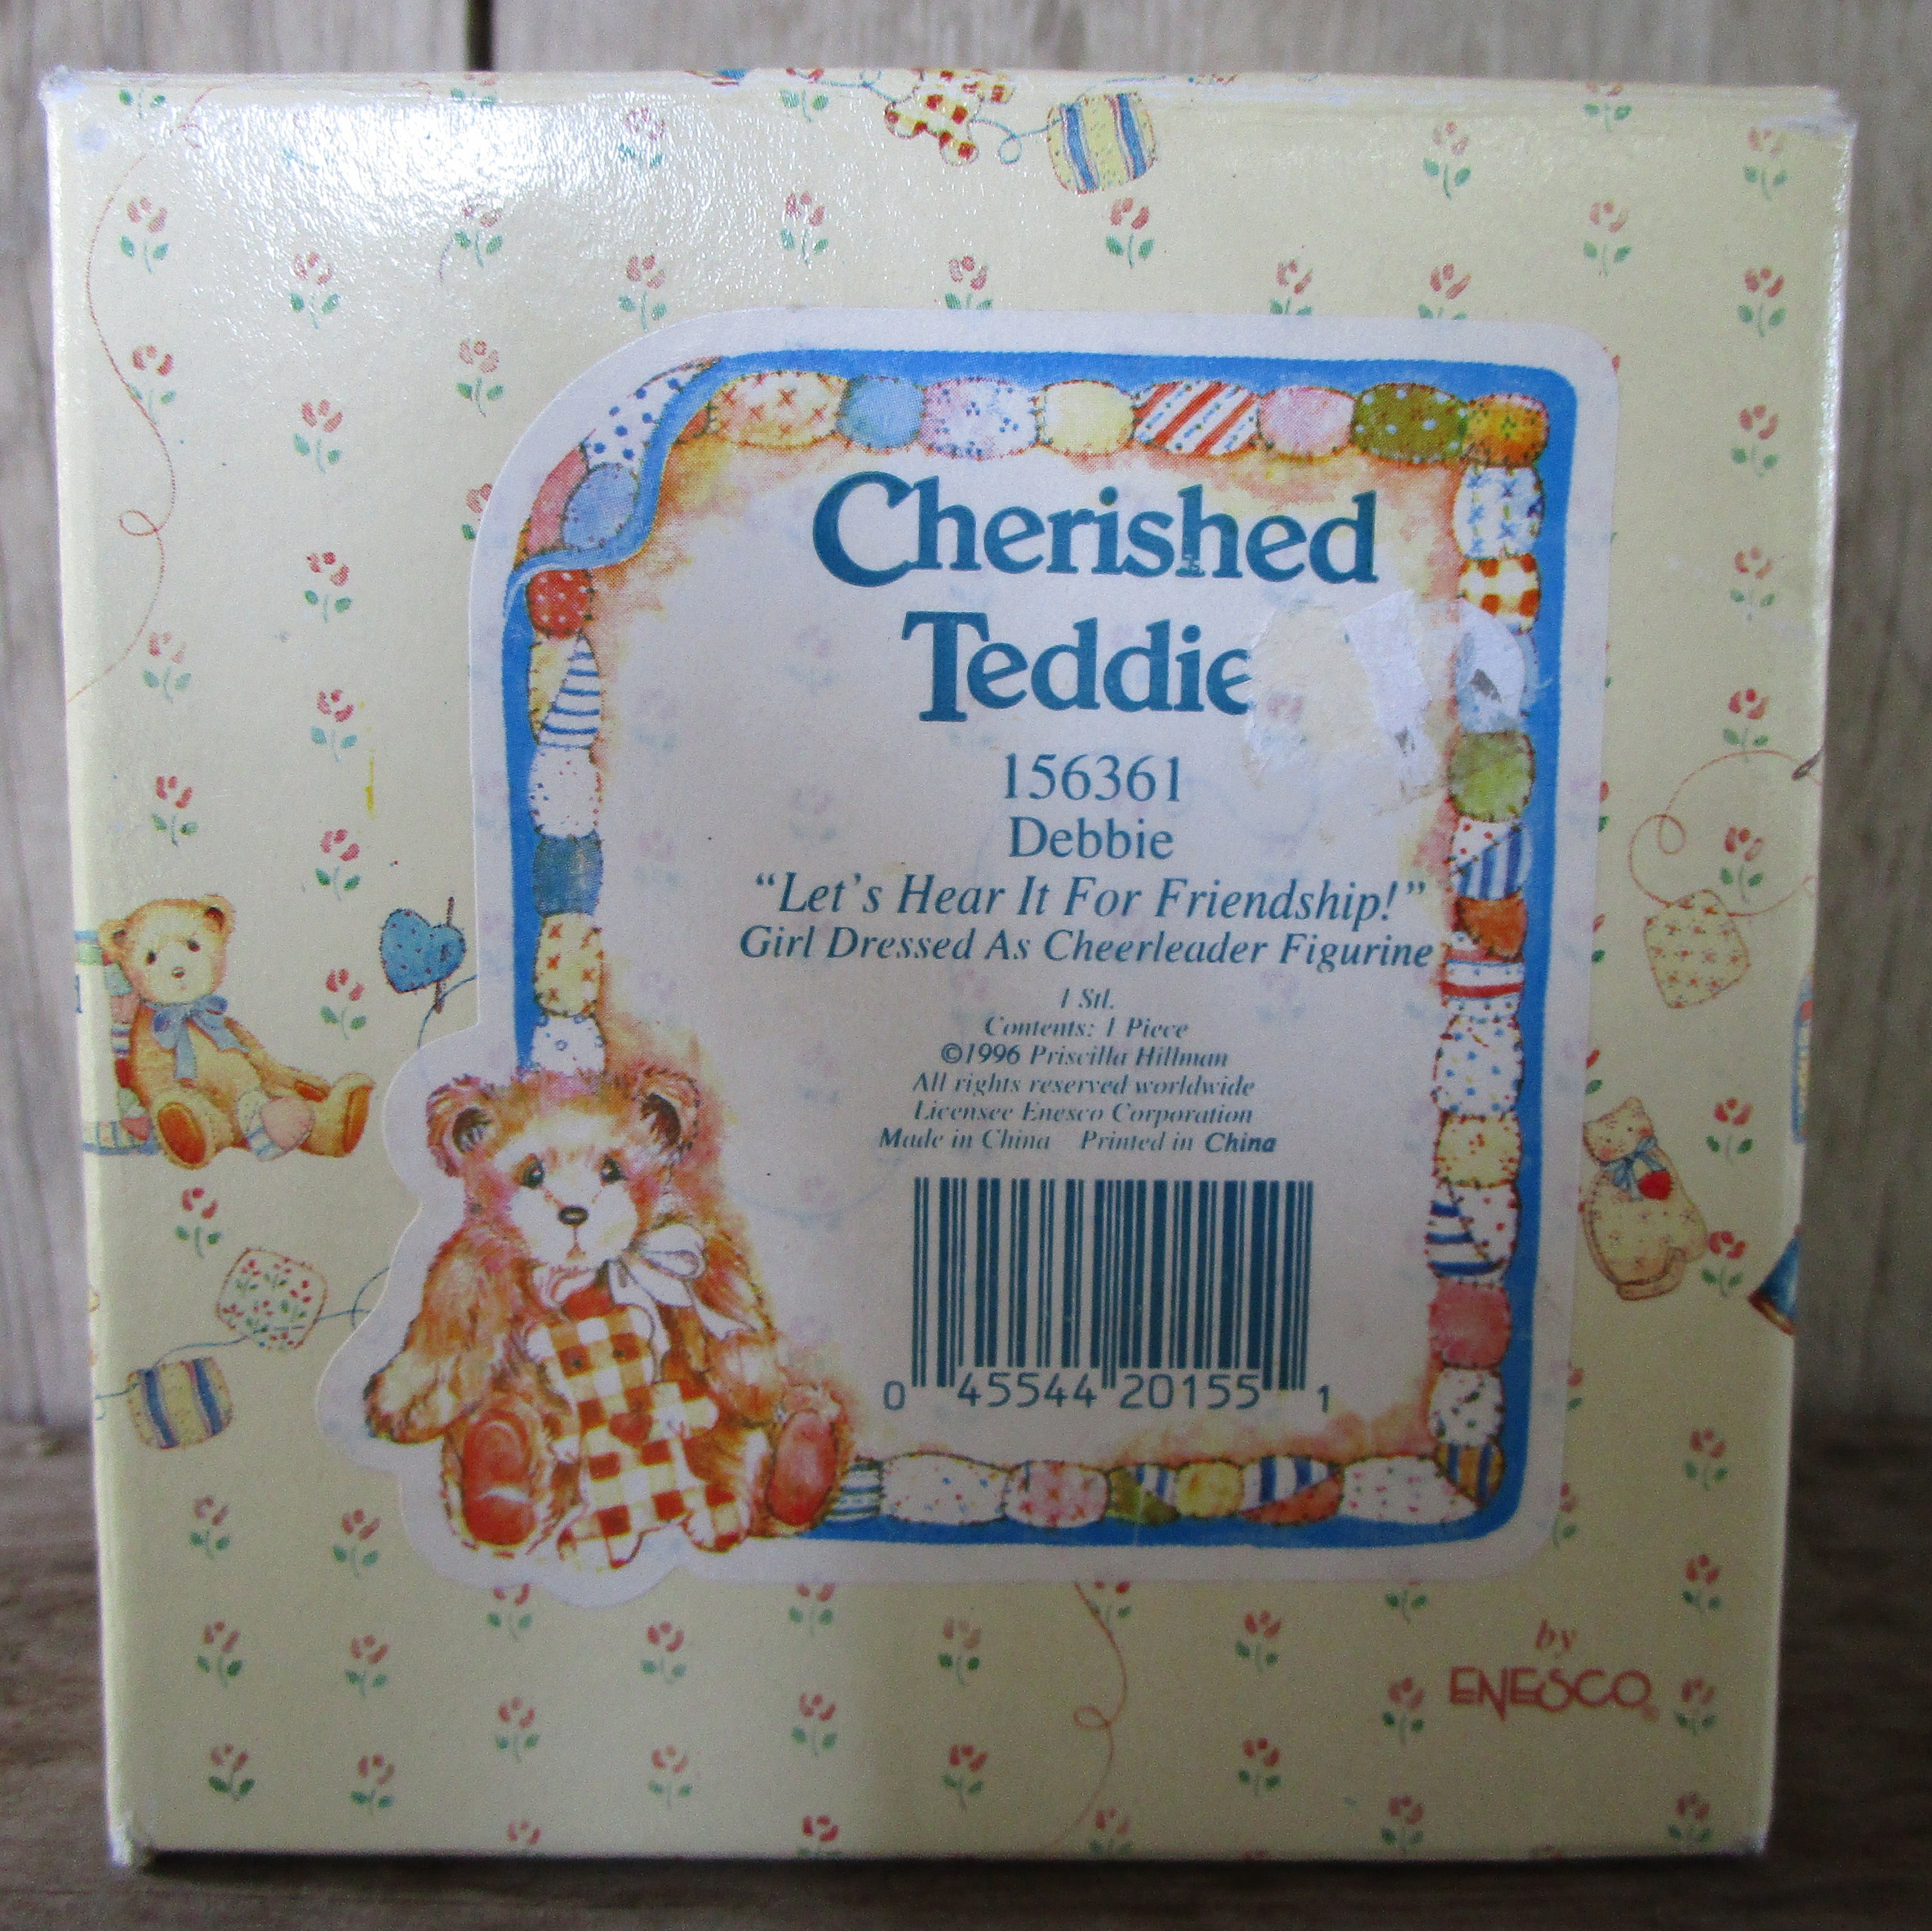 Cherished
Teddie
156361
Debbie
“Let's Hear It For Friendship!”
Girl Dressed As Cheerleader Figurine
1 Stl.
Contents: 1 Piece
©1996 Priscilla Hillman
All rights reserved worldwide
Licensee Enesco Corporation
Made in China Printed in China
0 45544 20155 1
by
ENESCO®